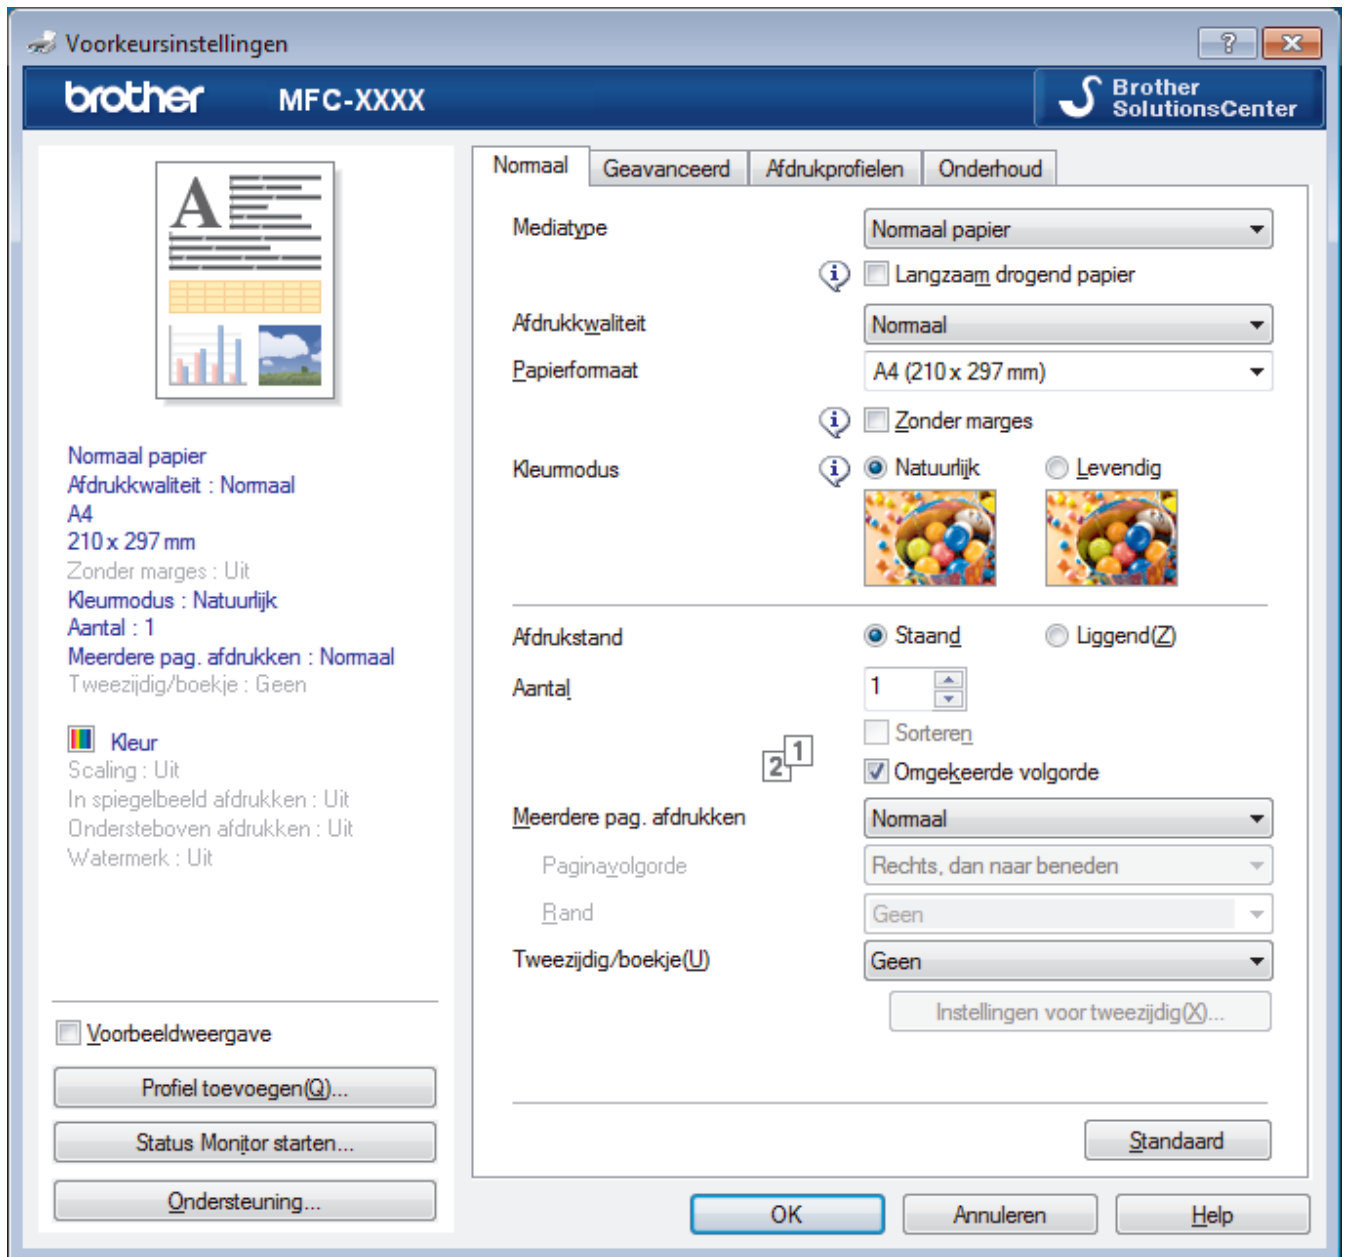 Voorkeursinstellingen
brother MFC-XXXX
Brother
SolutionsCenter
A
Normaal papier
Afdrukkwaliteit : Normaal
A4
210 x 297 mm
Zonder marges : Uit
Kleurmodus : Natuurlijk
Aantal : 1
Meerdere pag. afdrukken : Normaal
Tweezijdig/boekje : Geen
Kleur
Scaling : Uit
In spiegelbeeld afdrukken : Uit
Ondersteboven afdrukken : Uit
Watermerk : Uit
Voorbeeldweergave
Profiel toevoegen(Q)...
Status Monitor starten...
Ondersteuning...
Normaal Geavanceerd Afdrukprofielen Onderhoud
Mediatype Normaal papier
Langzaam drogend papier
Afdrukkwaliteit Normaal
Papierformaat A4 (210 x 297 mm)
Zonder marges
Kleurmodus Natuurlijk Levendig
Afdrukstand Staand Liggend(Z)
Aantal 1
Sorteren
2 1 Omgekeerde volgorde
Meerdere pag. afdrukken Normaal
Paginavolgorde Rechts, dan naar beneden
Rand Geen
Tweezijdig/boekje(U) Geen
Instellingen voor tweezijdig(X)...
Standaard
OK Annuleren Help